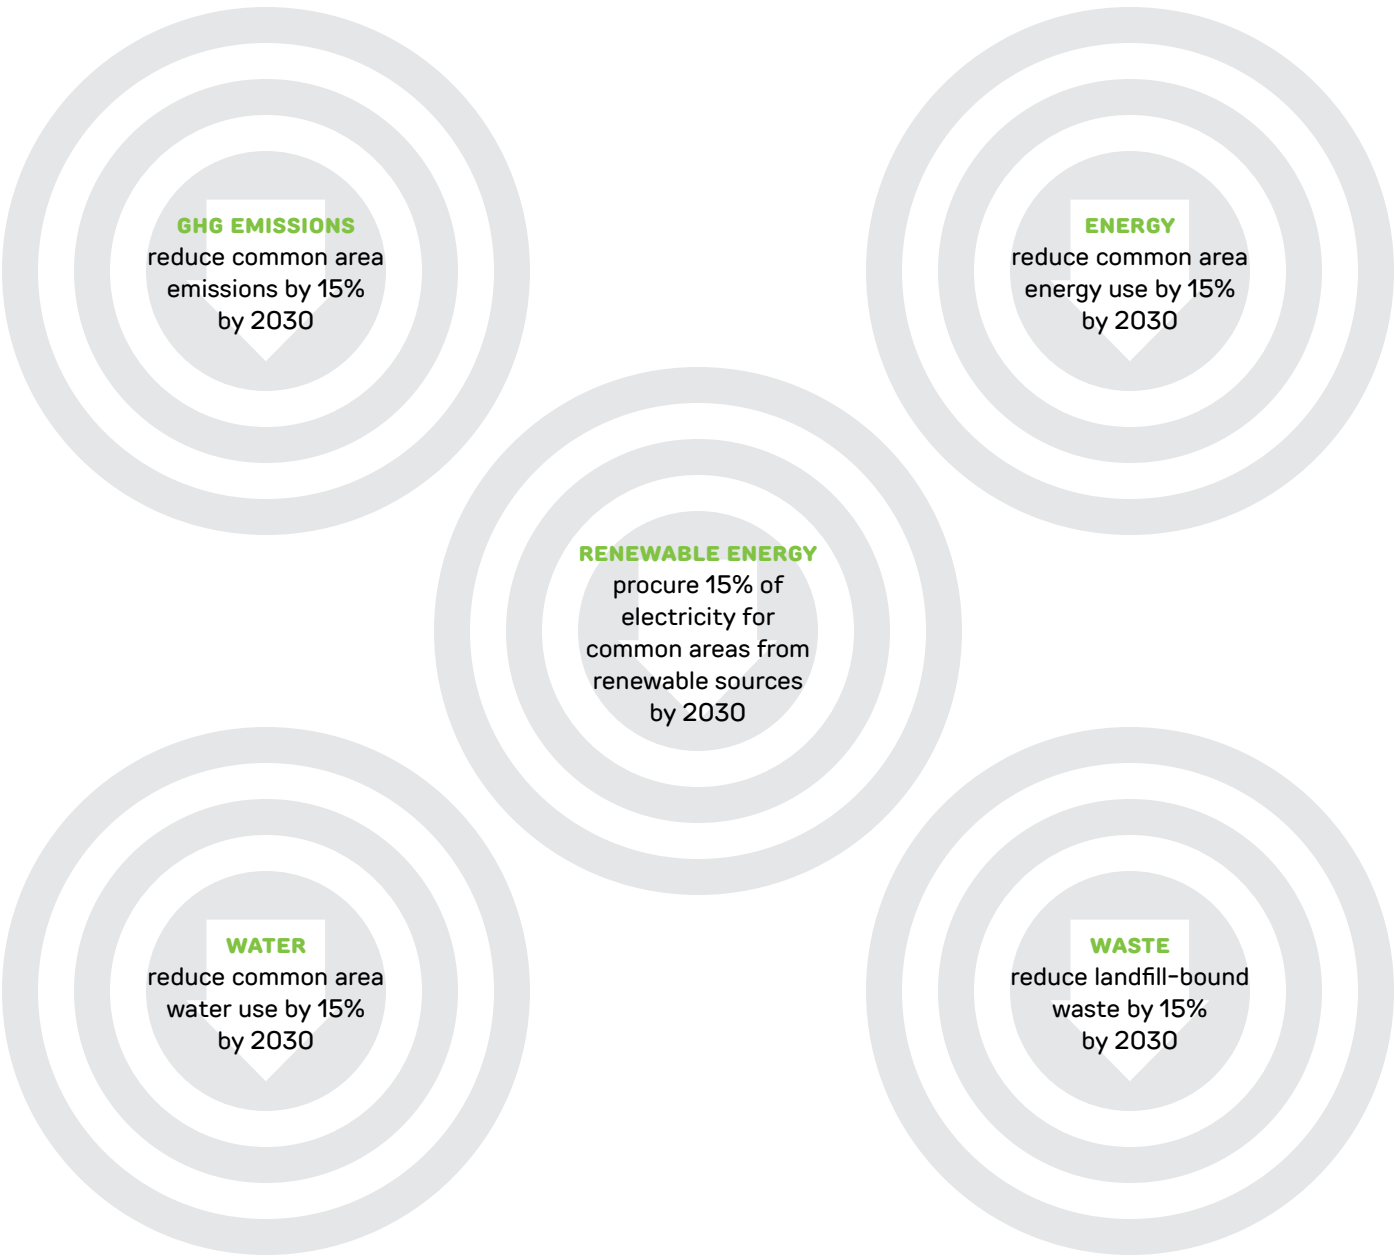 GHG EMISSIONS
reduce common area
emissions by 15%
by 2030
ENERGY
reduce common area
energy use by 15%
by 2030
RENEWABLE ENERGY
procure 15% of
electricity for
common areas from
renewable sources
by 2030
WATER
reduce common area
water use by 15%
by 2030
WASTE
reduce landfill-bound
waste by 15%
by 2030